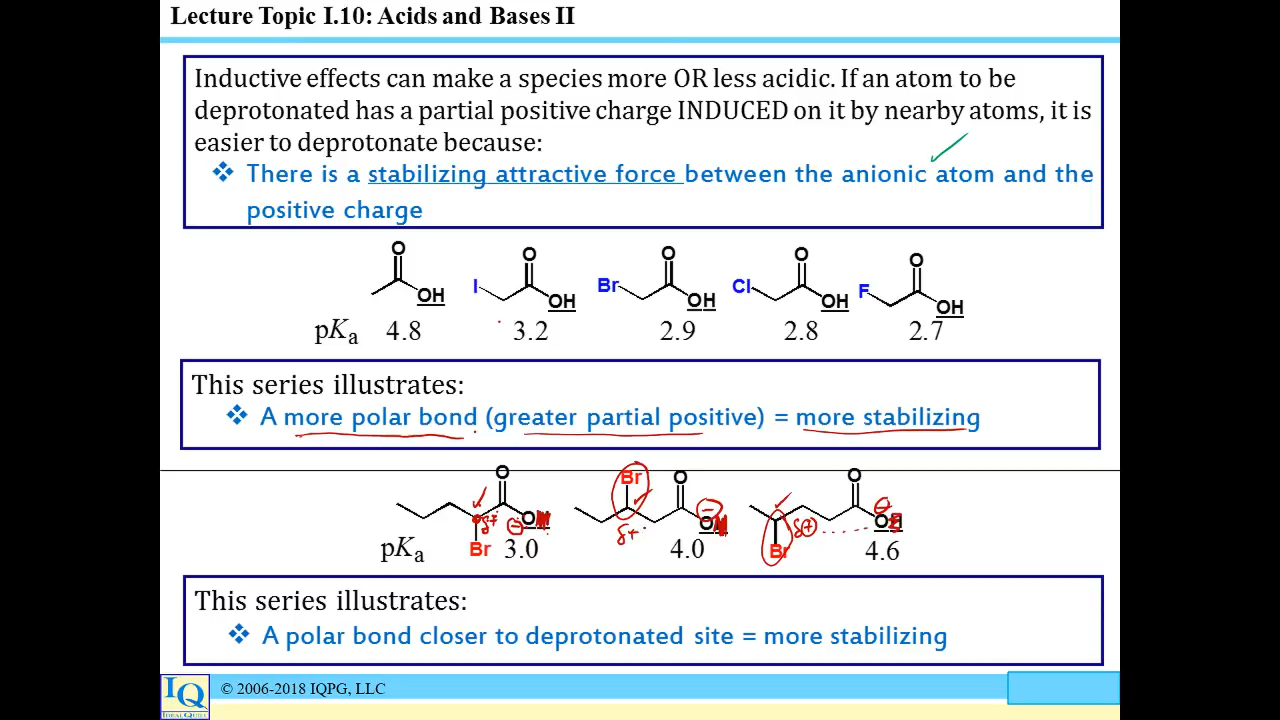 Lecture Topic I.10: Acids and Bases II
Inductive effects can make a species more OR less acidic. If an atom to be
deprotonated has a partial positive charge INDUCED on it by nearby atoms, it is
easier to deprotonate because:
❖ There is a stabilizing attractive force between the anionic atom and the
positive charge
O O O O O
I Br Cl F
OH OH OH OH OH
pKa 4.8 3.2 2.9 2.8 2.7
This series illustrates:
❖ A more polar bond (greater partial positive) = more stabilizing
O Br O O
δ+ ⊖ O δ+ ⊖ O δ+ ⊖ O
Br Br
pKa 3.0 4.0 4.6
This series illustrates:
❖ A polar bond closer to deprotonated site = more stabilizing
IQ © 2006-2018 IQPG, LLC